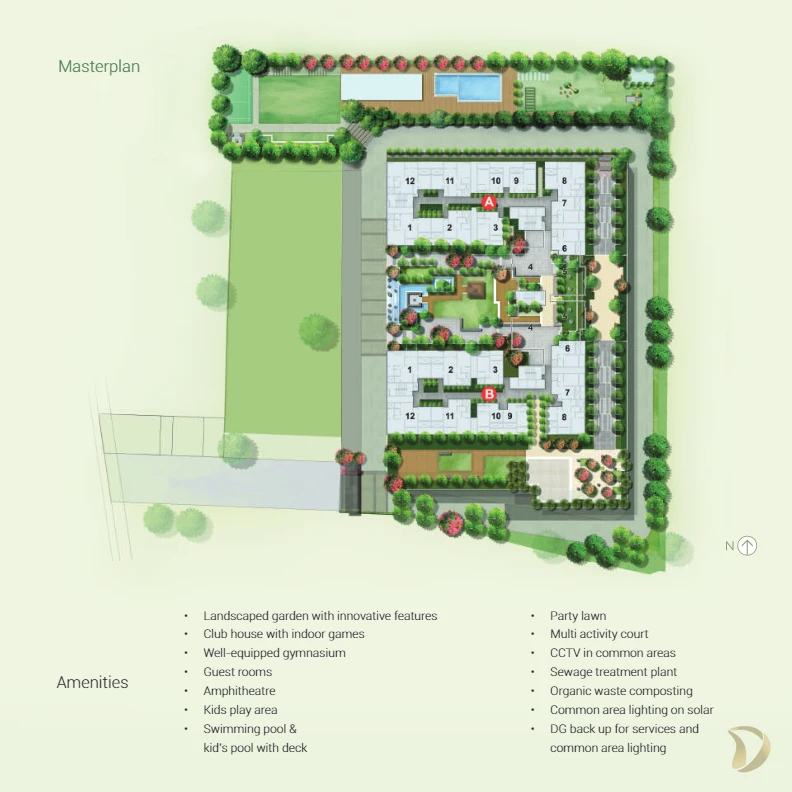 Masterplan
12 11 10 9 8
A 7
1 2 3
6
4
5
5
4
6
1 2 3
B 7
12 11 10 9 8
N
Amenities
• Landscaped garden with innovative features
• Club house with indoor games
• Well-equipped gymnasium
• Guest rooms
• Amphitheatre
• Kids play area
• Swimming pool &
kid's pool with deck
• Party lawn
• Multi activity court
• CCTV in common areas
• Sewage treatment plant
• Organic waste composting
• Common area lighting on solar
• DG back up for services and
common area lighting